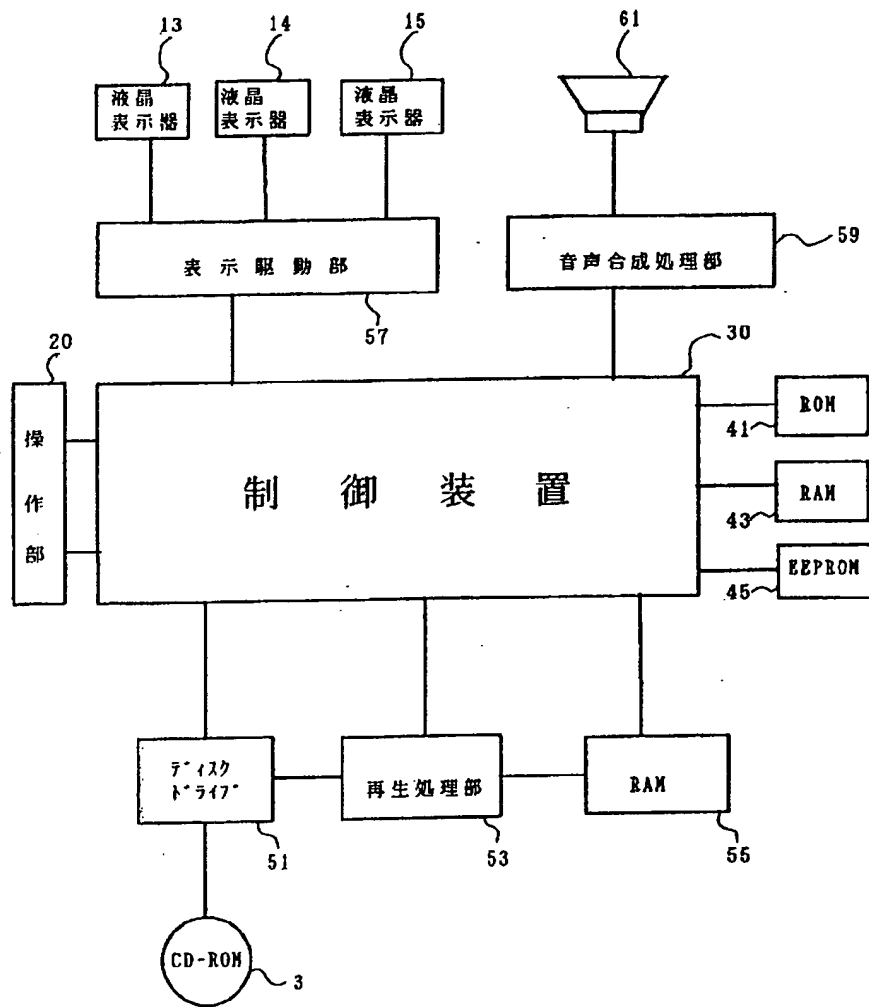 13
14
15
61
液晶
表示器
液晶
表示器
液晶
表示器
表示駆動部
57
音声合成処理部
59
20
操作部
30
制御装置
ROM
41
RAM
43
EEPROM
45
ディスク
ドライブ
51
再生処理部
53
RAM
55
CD-ROM
3